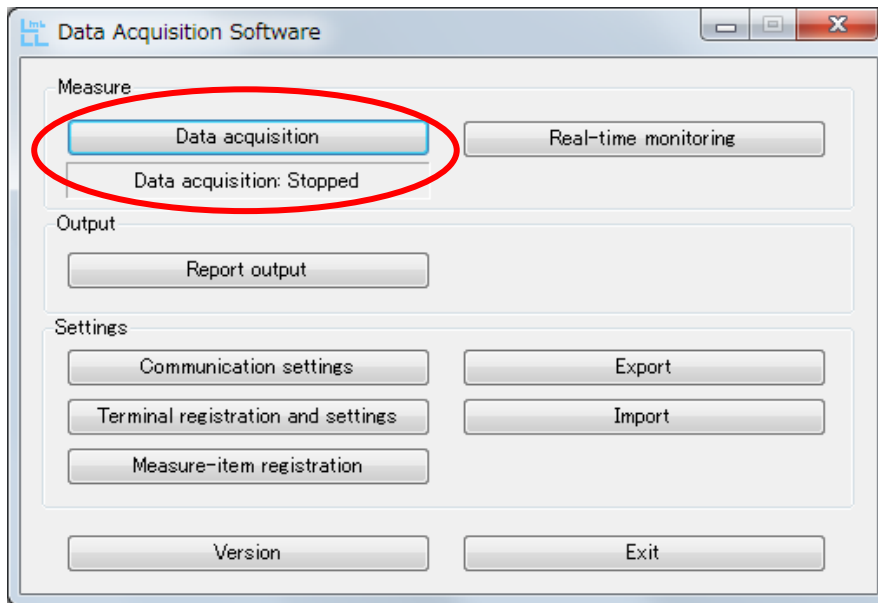 Data Acquisition Software
Measure
Data acquisition
Real-time monitoring
Data acquisition: Stopped
Output
Report output
Settings
Communication settings
Export
Terminal registration and settings
Import
Measure-item registration
Version
Exit